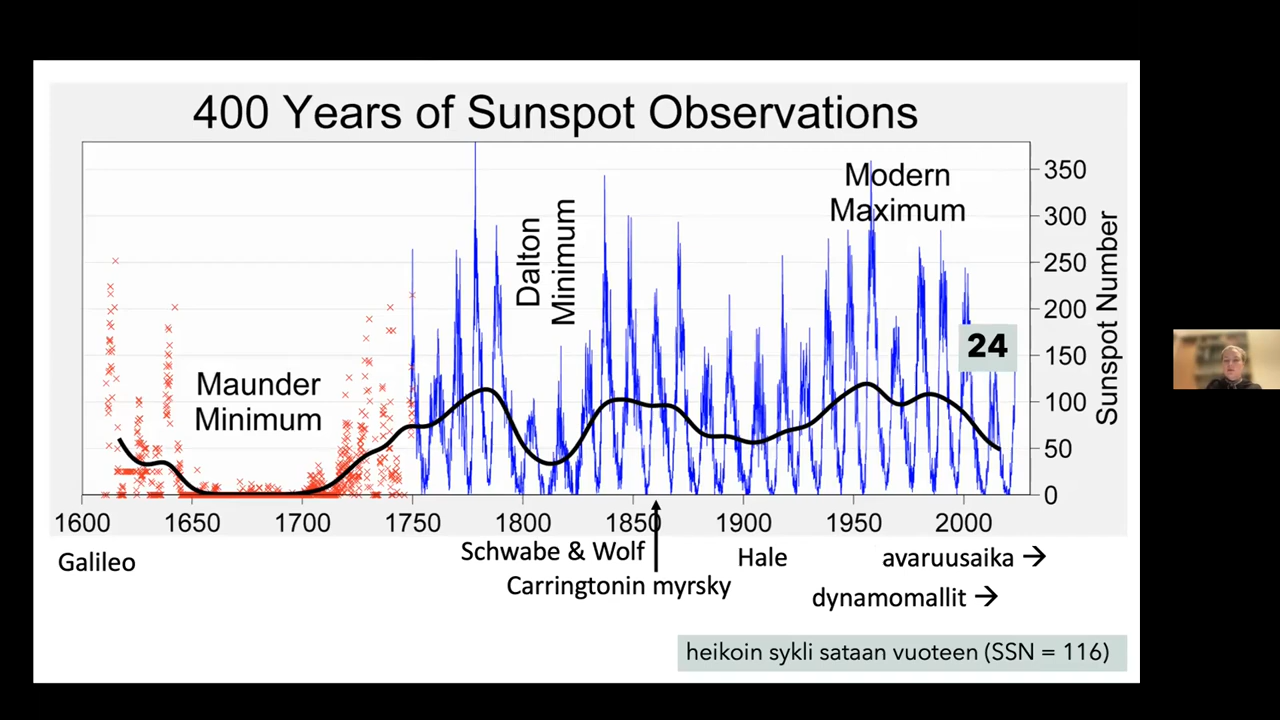 400 Years of Sunspot Observations
Modern
Maximum
Dalton
Minimum
Maunder
Minimum
24
350
300
250
200
150
100
50
0
Sunspot Number
1600 1650 1700 1750 1800 1850 1900 1950 2000
Galileo
Schwabe & Wolf
Hale
avaruusaika →
Carringtonin myrsky
dynamomallit →
heikoin sykli sataan vuoteen (SSN = 116)